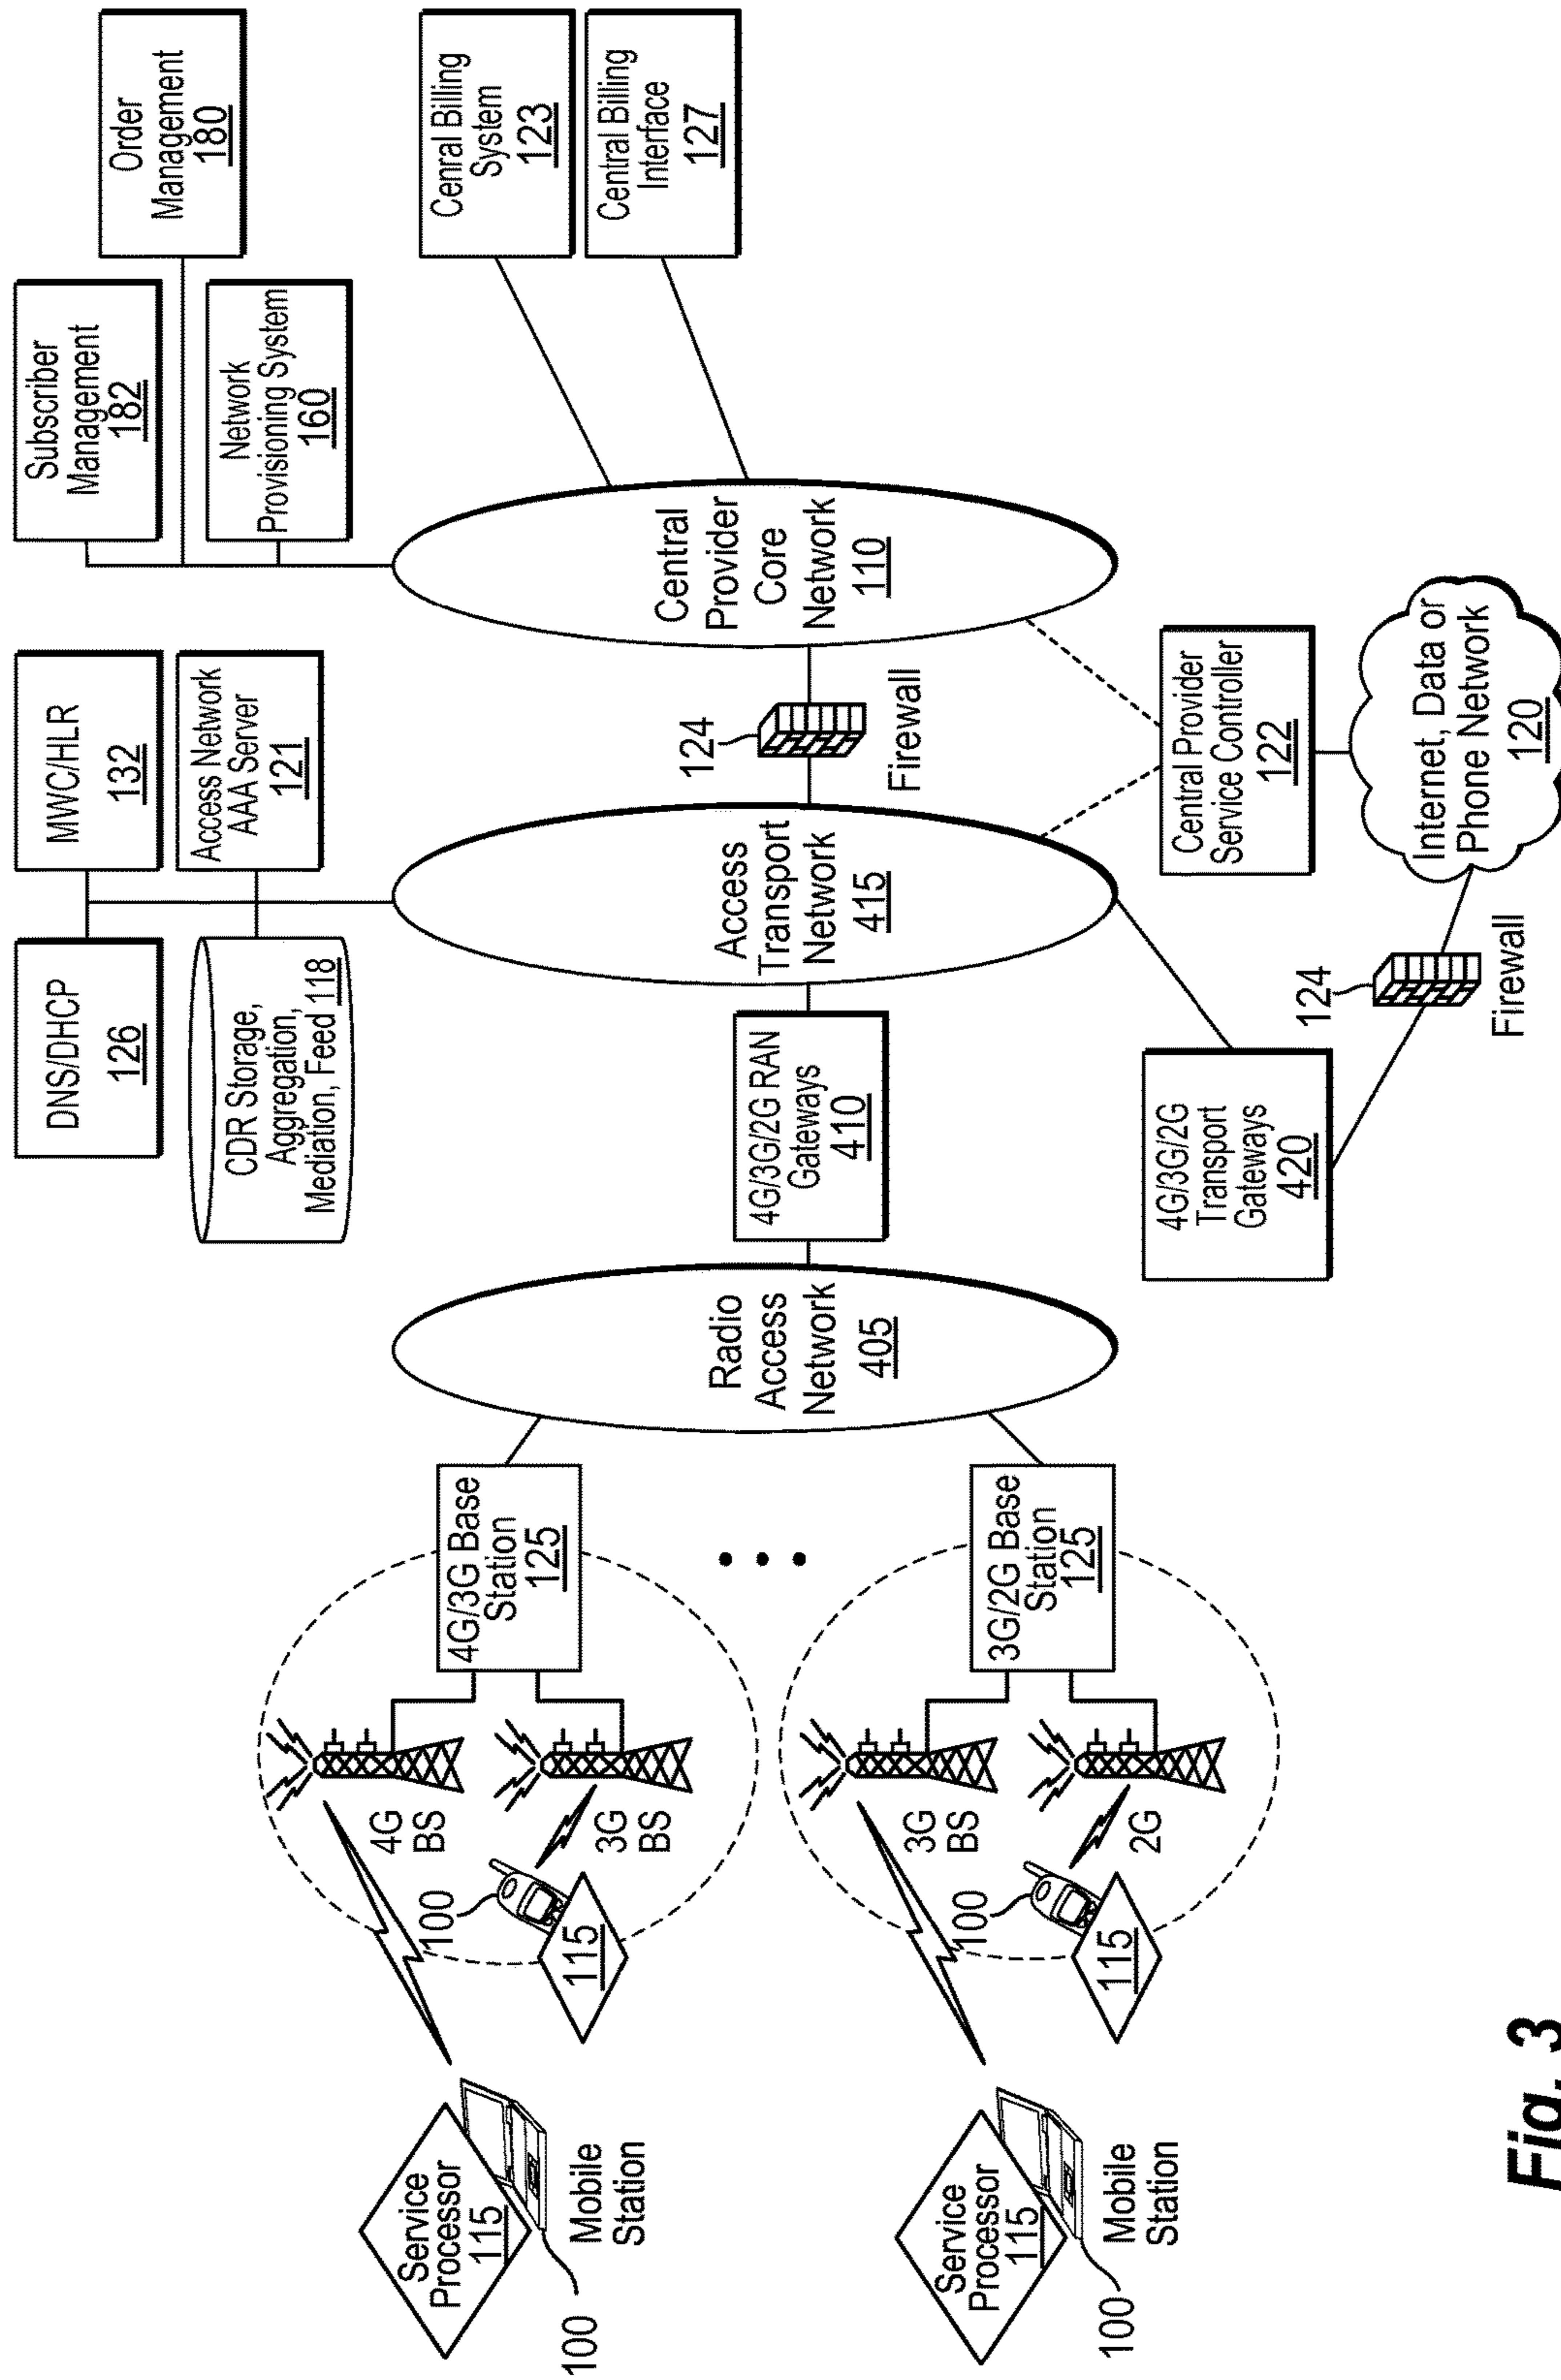 Subscriber
Management
182
Order
Management
180
Network
Provisioning System
160
Cenral Billing
System
123
Central Billing
Interface
127
DNS/DHCP
126
MWC/HLR
132
CDR Storage,
Aggregation,
Mediation, Feed 118
Access Network
AAA Server
121
Service
Processor
115
100
Mobile
Station
4G
BS
100
115
3G
BS
4G/3G Base
Station
125
Radio
Access
Network
405
4G/3G/2G RAN
Gateways
410
Access
Transport
Network
415
124
Firewall
Central
Provider
Core
Network
110
Service
Processor
115
100
Mobile
Station
3G
BS
100
115
2G
3G/2G Base
Station
125
4G/3G/2G
Transport
Gateways
420
Central Provider
Service Controller
122
124
Firewall
Internet, Data or
Phone Network
120
Fig. 3